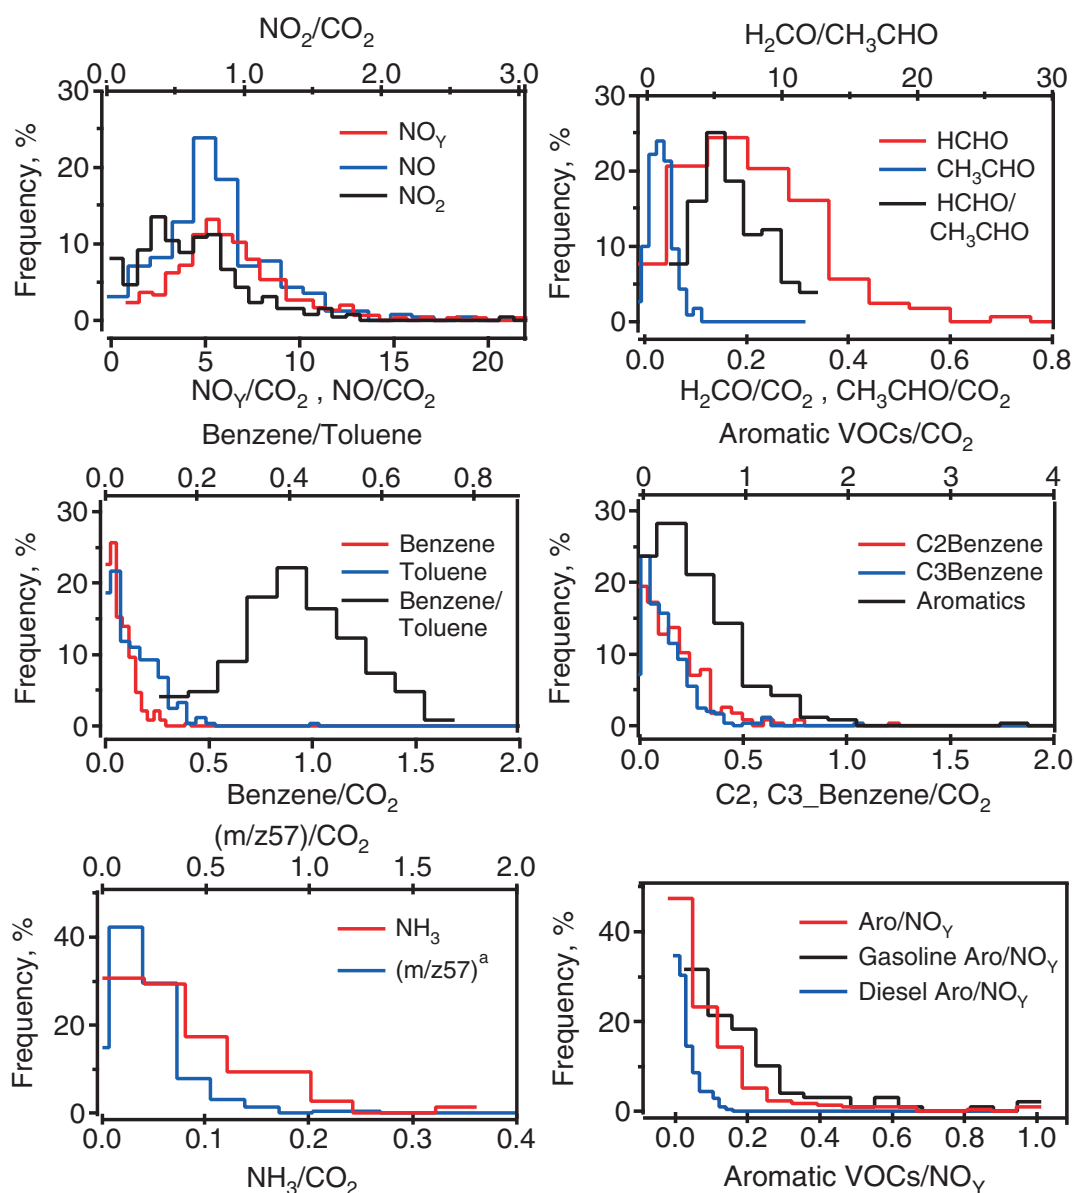 NO₂/CO₂
0.0 1.0 2.0 3.0
30
20
10
0
Frequency, %
NOY
NO
NO₂
0 5 10 15 20
NOY/CO₂ , NO/CO₂
H₂CO/CH₃CHO
0 10 20 30
30
20
10
0
Frequency, %
HCHO
CH₃CHO
HCHO/
CH₃CHO
0.0 0.2 0.4 0.6 0.8
H₂CO/CO₂ , CH₃CHO/CO₂
Benzene/Toluene
0.0 0.2 0.4 0.6 0.8
30
20
10
0
Frequency, %
Benzene
Toluene
Benzene/
Toluene
0.0 0.5 1.0 1.5 2.0
Benzene/CO₂
Aromatic VOCs/CO₂
0 1 2 3 4
30
20
10
0
Frequency, %
C2Benzene
C3Benzene
Aromatics
0.0 0.5 1.0 1.5 2.0
C2, C3_Benzene/CO₂
(m/z57)/CO₂
0.0 0.5 1.0 1.5 2.0
40
20
0
Frequency, %
NH₃
(m/z57)ᵃ
0.0 0.1 0.2 0.3 0.4
NH₃/CO₂
40
20
0
Frequency, %
Aro/NOY
Gasoline Aro/NOY
Diesel Aro/NOY
0.0 0.2 0.4 0.6 0.8 1.0
Aromatic VOCs/NOY